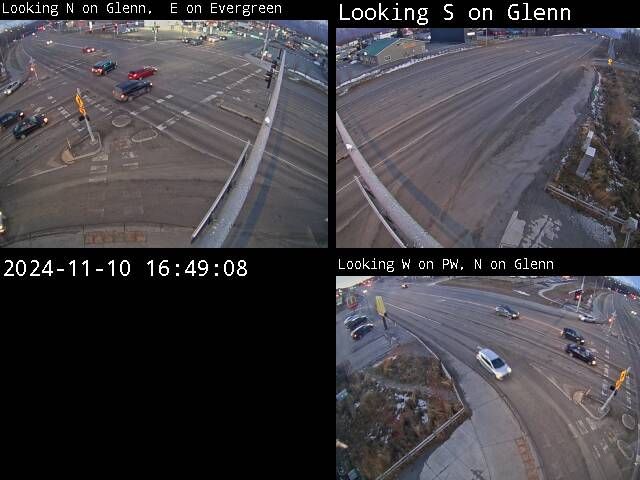 Looking N on Glenn,  E on Evergreen
Looking S on Glenn
2024-11-10 16:49:08
Looking W on PW, N on Glenn